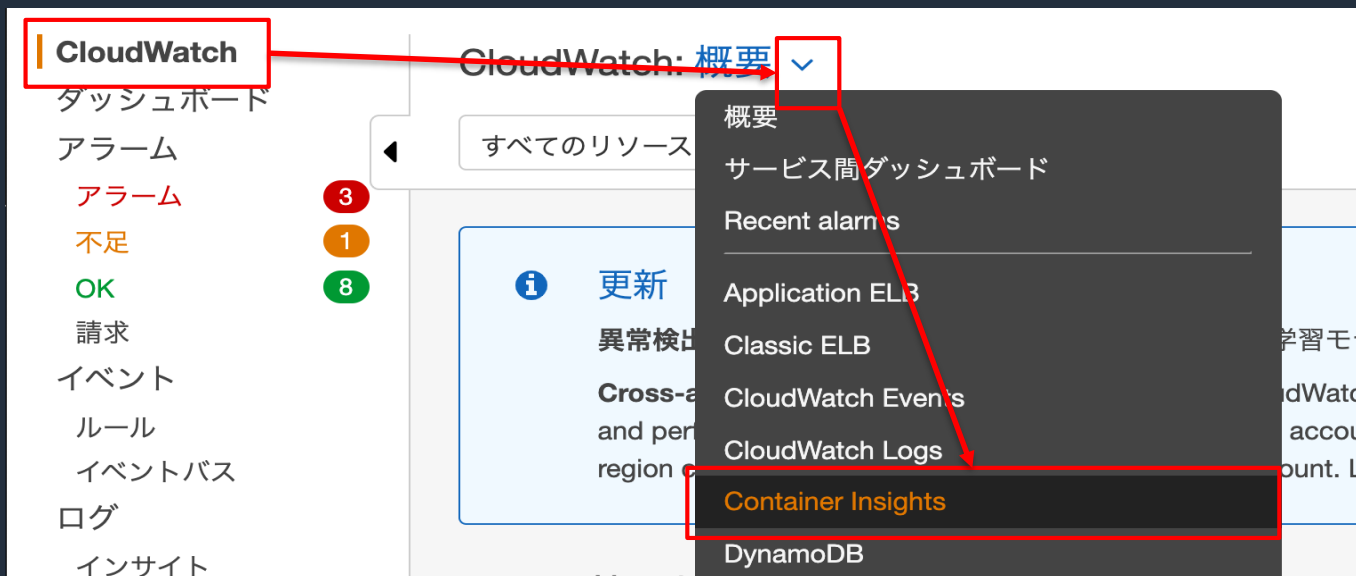 CloudWatch
ダッシュボード
アラーム
アラーム 3
不足 1
OK 8
請求
イベント
ルール
イベントバス
ログ
インサイト
CloudWatch: 概要
すべてのリソース
更新
異常検出
学習モ
Cross-a
dWatc
and perf
accou
region
ount. L
概要
サービス間ダッシュボード
Recent alarms
Application ELB
Classic ELB
CloudWatch Events
CloudWatch Logs
Container Insights
DynamoDB